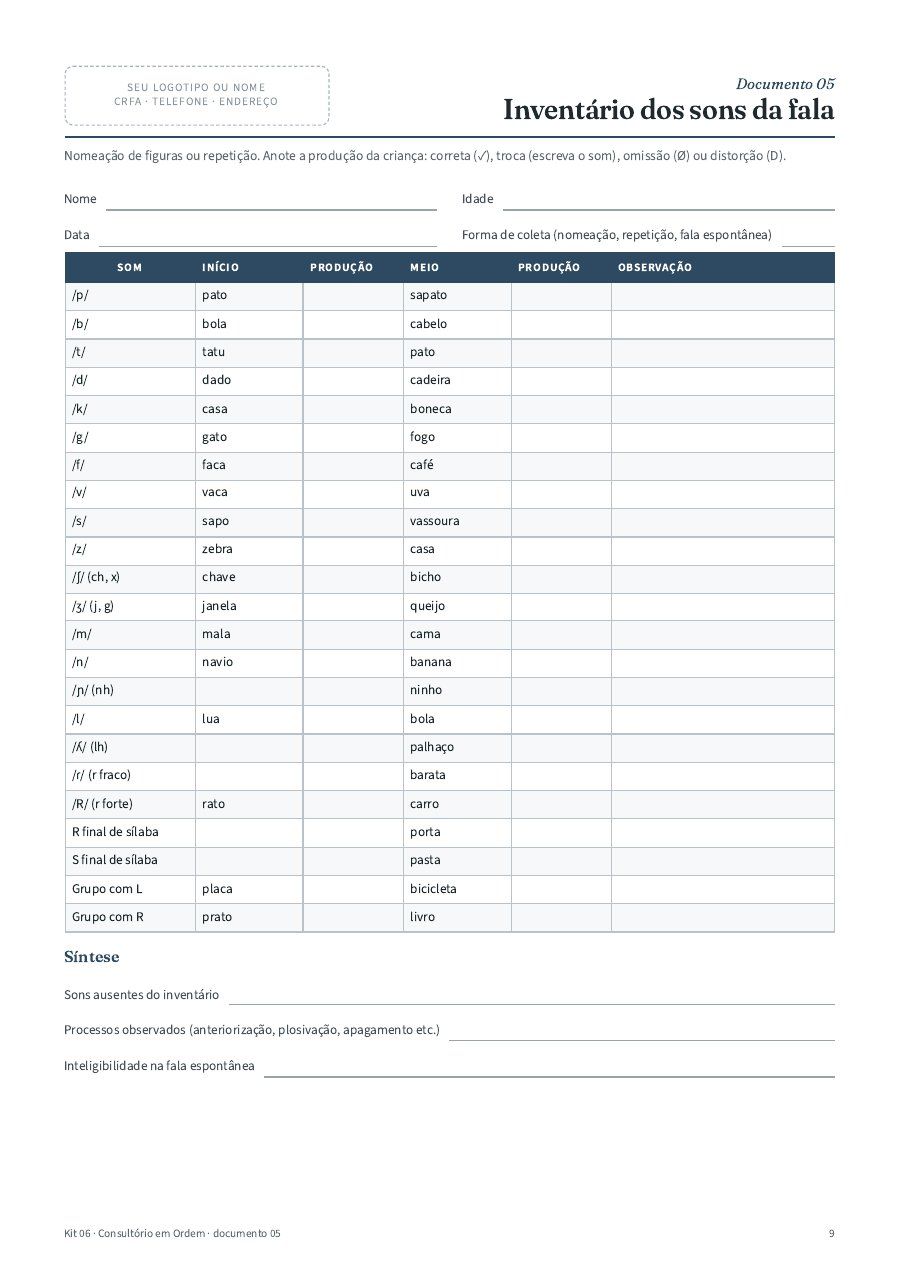 SEU LOGOTIPO OU NOME
CRFA · TELEFONE · ENDEREÇO
Documento 05
Inventário dos sons da fala
Nomeação de figuras ou repetição. Anote a produção da criança: correta (✓), troca (escreva o som), omissão (Ø) ou distorção (D).
Nome Idade
Data Forma de coleta (nomeação, repetição, fala espontânea)
SOM INÍCIO PRODUÇÃO MEIO PRODUÇÃO OBSERVAÇÃO
/p/ pato sapato
/b/ bola cabelo
/t/ tatu pato
/d/ dado cadeira
/k/ casa boneca
/g/ gato fogo
/f/ faca café
/v/ vaca uva
/s/ sapo vassoura
/z/ zebra casa
/ʃ/ (ch, x) chave bicho
/ʒ/ (j, g) janela queijo
/m/ mala cama
/n/ navio banana
/ɲ/ (nh) ninho
/l/ lua bola
/ʎ/ (lh) palhaço
/r/ (r fraco) barata
/R/ (r forte) rato carro
R final de sílaba porta
S final de sílaba pasta
Grupo com L placa bicicleta
Grupo com R prato livro
Síntese
Sons ausentes do inventário
Processos observados (anteriorização, plosivação, apagamento etc.)
Inteligibilidade na fala espontânea
Kit 06 · Consultório em Ordem · documento 05 9